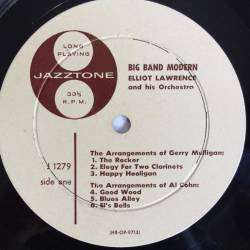 LONG
PLAYING
8
JAZZTONE
33⅓
R.P.M.
BIG BAND MODERN
ELLIOT LAWRENCE
and his Orchestra
J 1279
side one
The Arrangements of Gerry Mulligan:
1. The Rocker
2. Elegy For Two Clarinets
3. Happy Hooligan
The Arrangements of Al Cohn:
4. Good Wood
5. Blues Alley
6. El's Bells